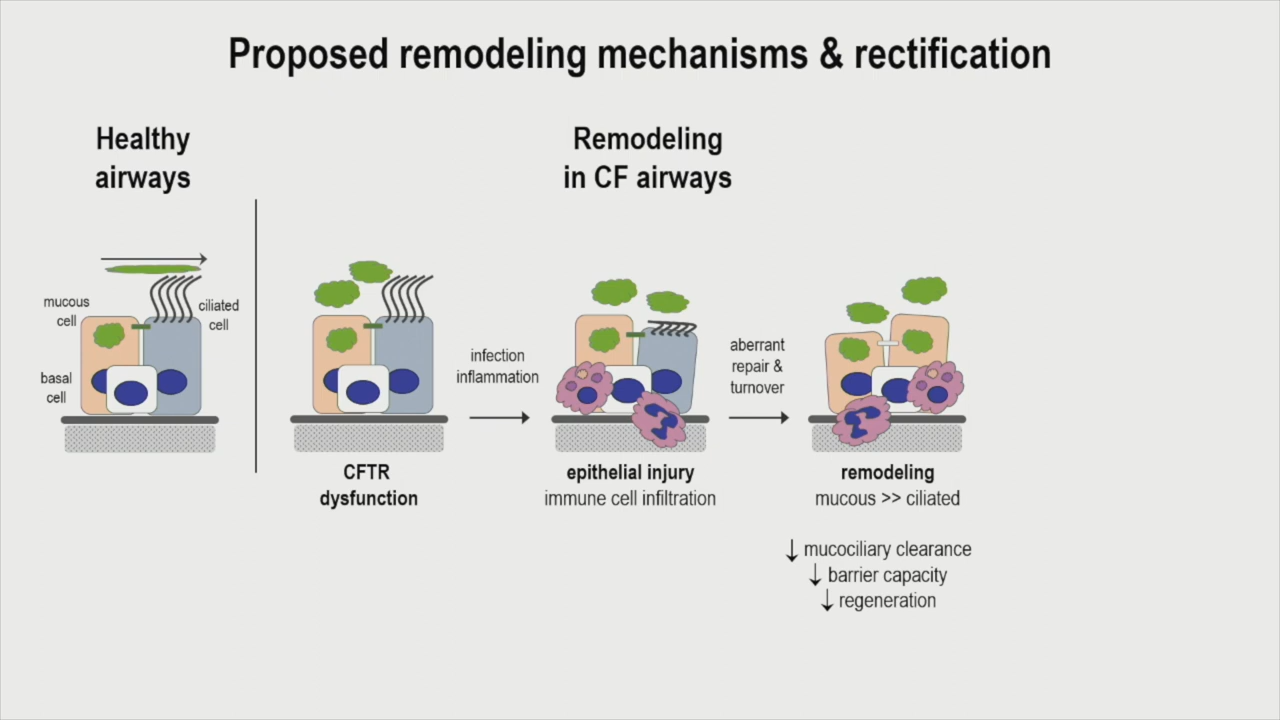 Proposed remodeling mechanisms & rectification
Healthy
airways
Remodeling
in CF airways
mucous
cell
ciliated
cell
basal
cell
infection
inflammation
aberrant
repair &
turnover
CFTR
dysfunction
epithelial injury
immune cell infiltration
remodeling
mucous >> ciliated
↓ mucociliary clearance
↓ barrier capacity
↓ regeneration